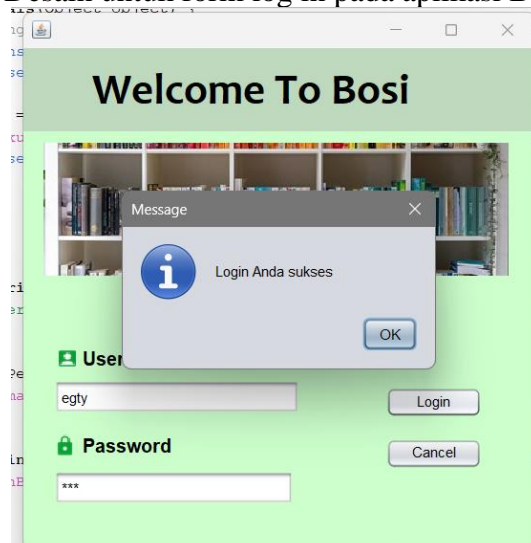 Welcome To Bosi
Message
Login Anda sukses
OK
User
egty
Login
Password
Cancel
***